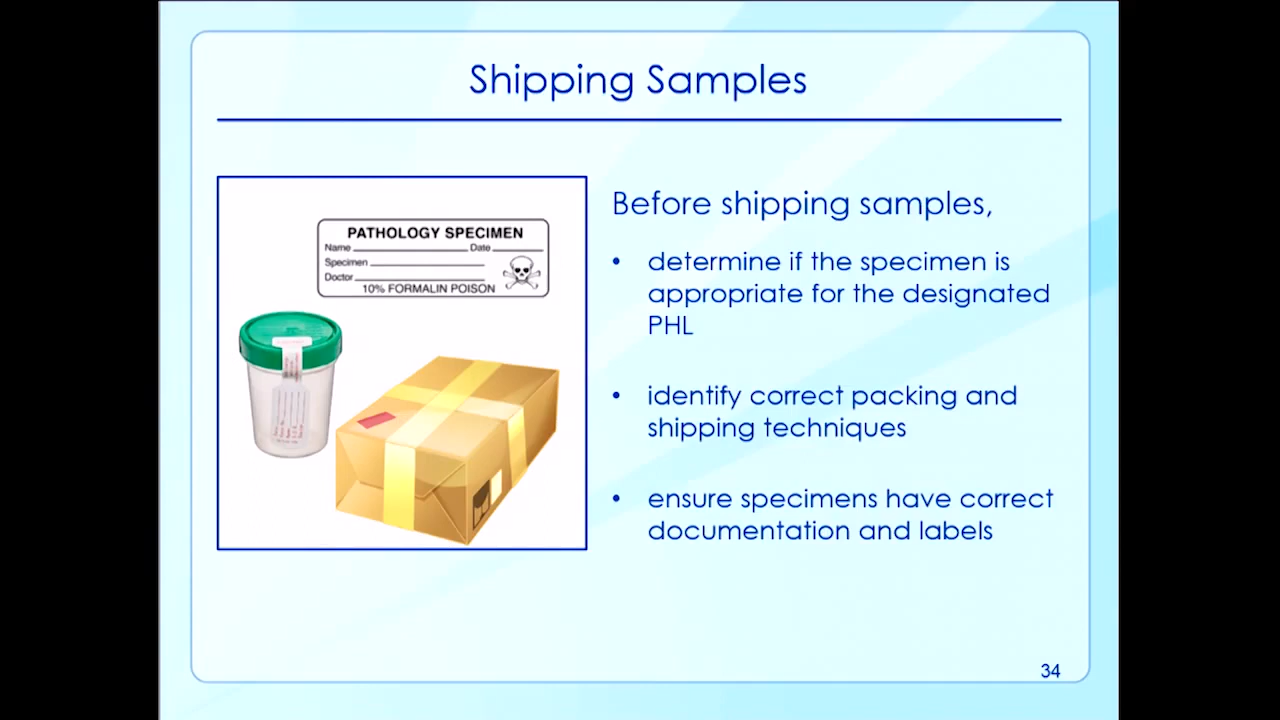 Shipping Samples
PATHOLOGY SPECIMEN
Name Date
Specimen
Doctor
10% FORMALIN POISON
Before shipping samples,
• determine if the specimen is
appropriate for the designated
PHL
• identify correct packing and
shipping techniques
• ensure specimens have correct
documentation and labels
34